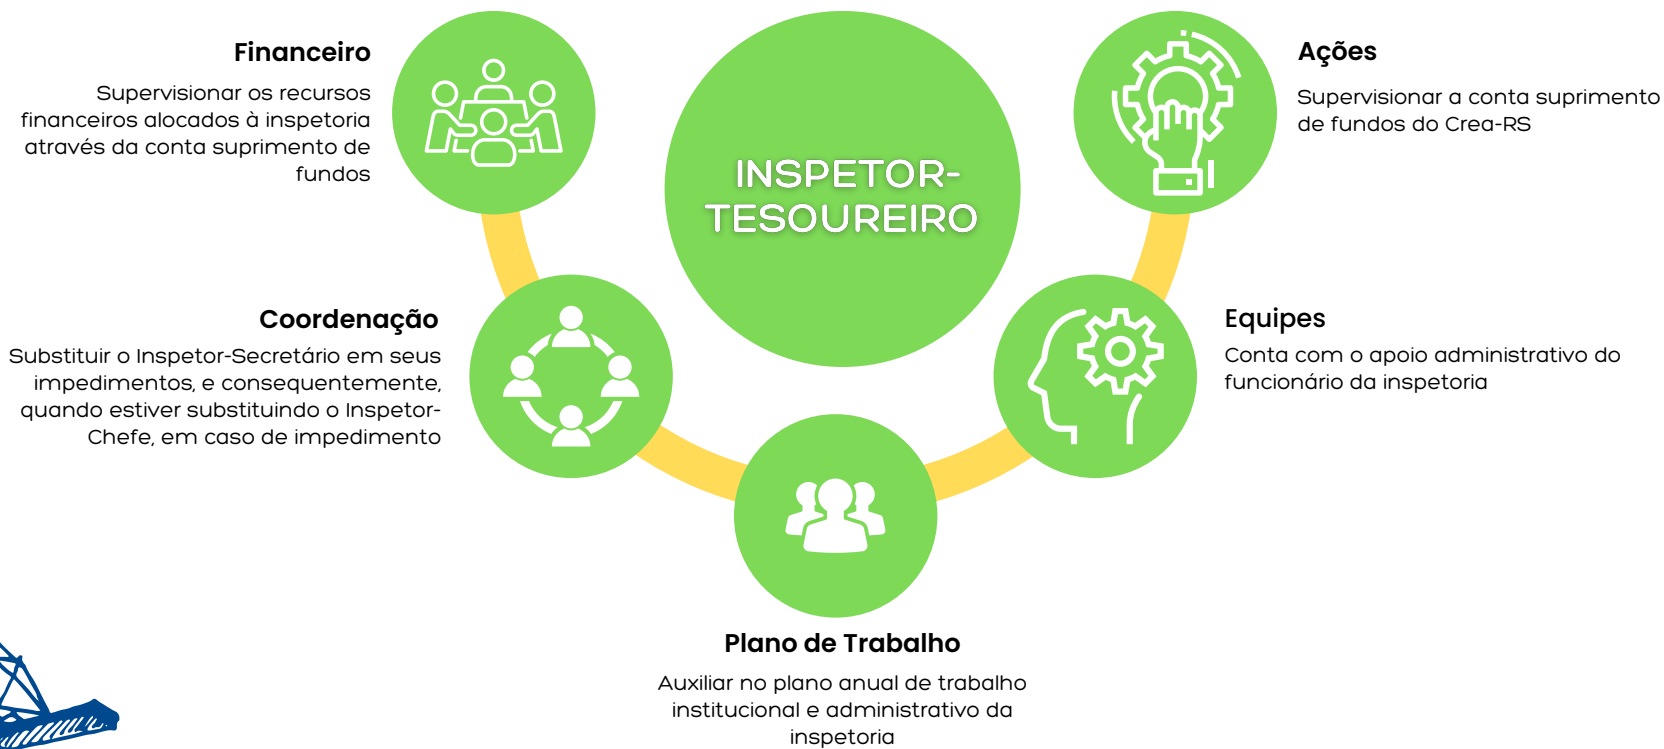 Financeiro
Supervisionar os recursos
financeiros alocados à inspetoria
através da conta suprimento de
fundos
INSPETOR-
TESOUREIRO
Ações
Supervisionar a conta suprimento
de fundos do Crea-RS
Coordenação
Substituir o Inspetor-Secretário em seus
impedimentos, e consequentemente,
quando estiver substituindo o Inspetor-
Chefe, em caso de impedimento
Equipes
Conta com o apoio administrativo do
funcionário da inspetoria
Plano de Trabalho
Auxiliar no plano anual de trabalho
institucional e administrativo da
inspetoria